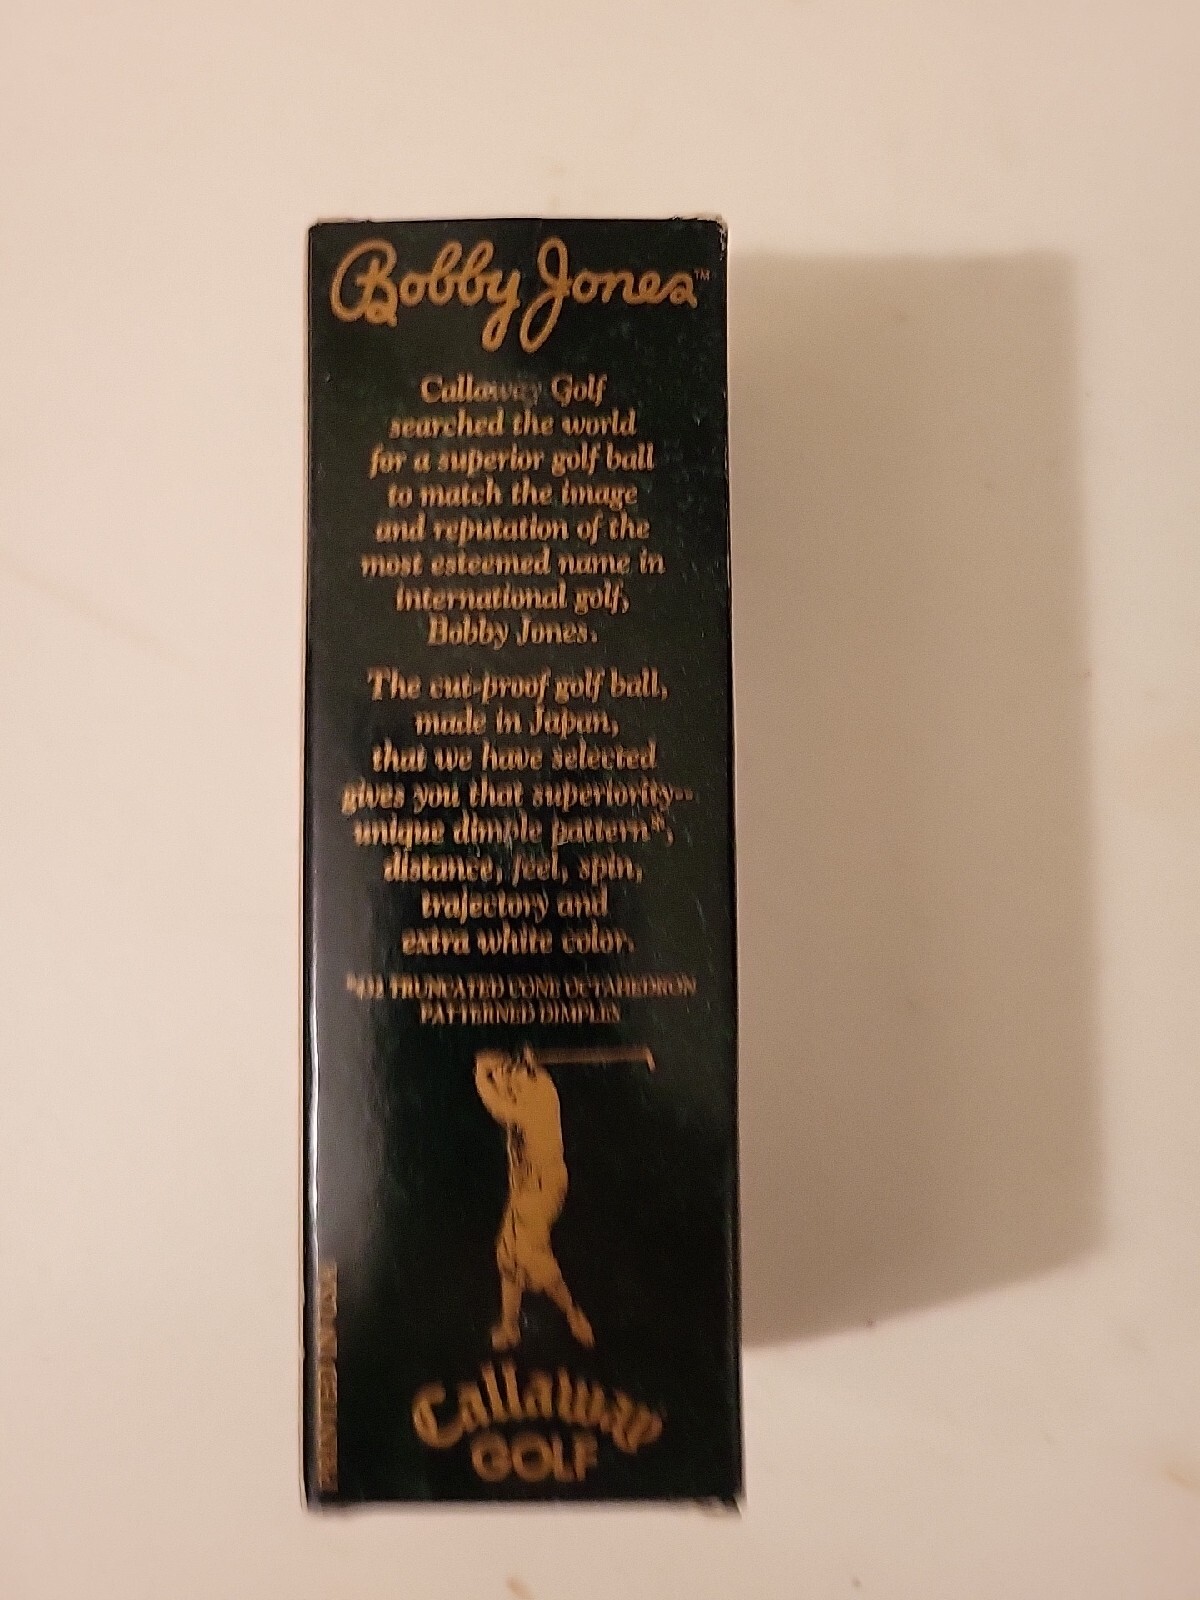 Bobby Jones™
Callaway Golf
searched the world
for a superior golf ball
to match the image
and reputation of the
most esteemed name in
international golf,
Bobby Jones.
The cut-proof golf ball,
made in Japan,
that we have selected
gives you that superiority--
unique dimple pattern*,
distance, feel, spin,
trajectory and
extra white color.
TRUNCATED CONE OCTAHEDRON
PATTERNED DIMPLES
Callaway
GOLF
PRINTED IN